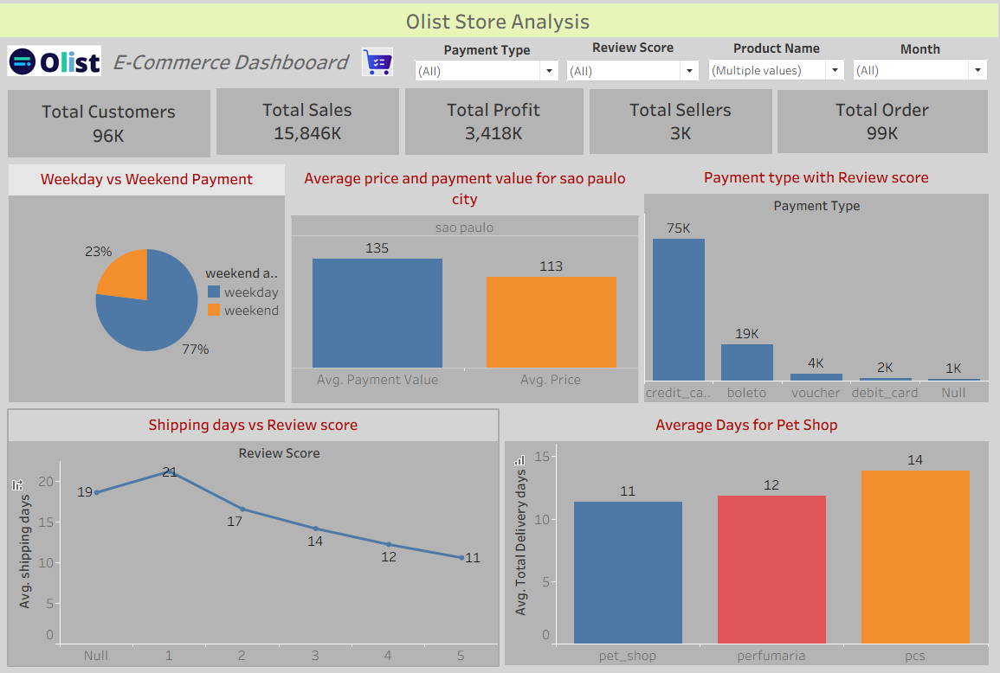 Olist Store Analysis
Olist
E-Commerce Dashbooard
Payment Type
(All)
Review Score
(All)
Product Name
(Multiple values)
Month
(All)
Total Customers
96K
Total Sales
15,846K
Total Profit
3,418K
Total Sellers
3K
Total Order
99K
Weekday vs Weekend Payment
23%
77%
weekend a..
weekday
weekend
Average price and payment value for sao paulo
city
sao paulo
135
113
Avg. Payment Value
Avg. Price
Payment type with Review score
Payment Type
75K
19K
4K
2K
1K
credit_ca..
boleto
voucher
debit_card
Null
Shipping days vs Review score
Review Score
Avg. shipping days
20
15
10
5
0
19
21
17
14
12
11
Null
1
2
3
4
5
Average Days for Pet Shop
Avg. Total Delivery days
15
10
5
0
11
12
14
pet_shop
perfumaria
pcs